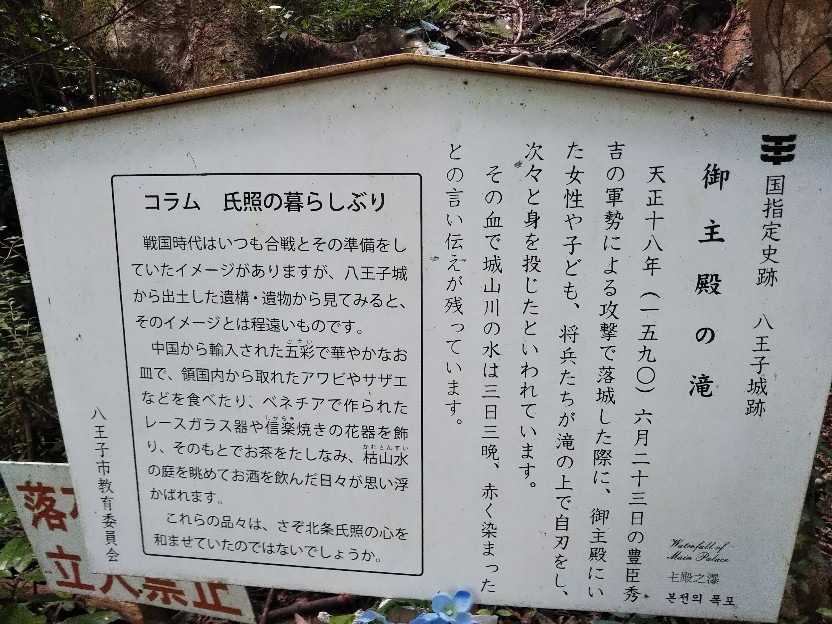 国指定史跡 八王子城跡
御主殿の滝
天正十八年(一五九〇)六月二十三日の豊臣秀
吉の軍勢による攻撃で落城した際に、御主殿にい
た女性や子ども、将兵たちが滝の上で自刃をし、
次々と身を投じたといわれています。
その血で城山川の水は三日三晩、赤く染まった
との言い伝えが残っています。
Waterfall of
Main Palace
主殿之瀑
본전의 폭포
コラム 氏照の暮らしぶり
戦国時代はいつも合戦とその準備をし
ていたイメージがありますが、八王子城
から出土した遺構・遺物から見てみると、
そのイメージとは程遠いものです。
中国から輸入された五彩で華やかなお
皿で、領国内から取れたアワビやサザエ
などを食べたり、ベネチアで作られた
レースガラス器や信楽焼きの花器を飾
り、そのもとでお茶をたしなみ、枯山水
の庭を眺めてお酒を飲んだ日々が思い浮
かばれます。
これらの品々は、さぞ北条氏照の心を
和ませていたのではないでしょうか。
八王子市教育委員会
落
立入禁止